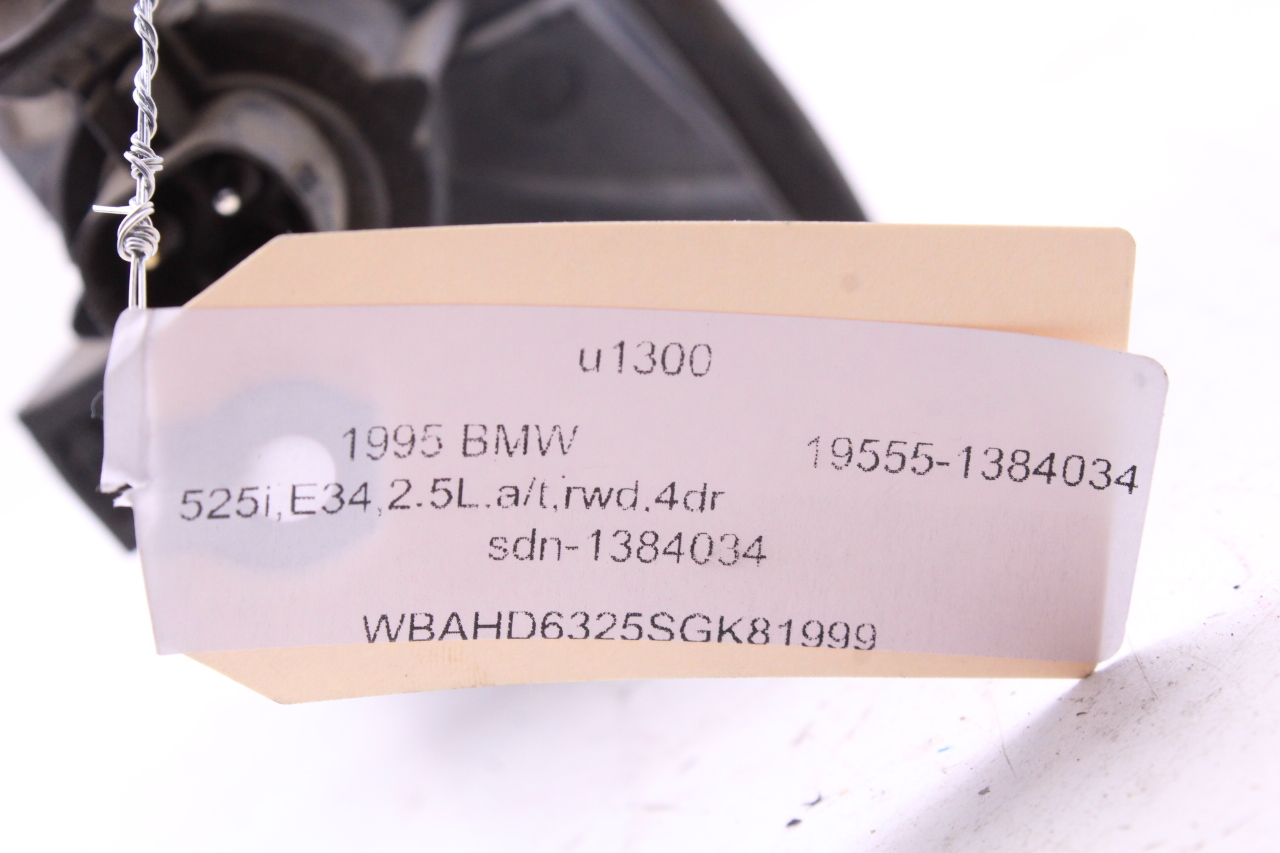 u1300
1995 BMW
19555-1384034
525i,E34,2.5L.a/t,rwd.4dr
sdn-1384034
WBAHD6325SGK81999